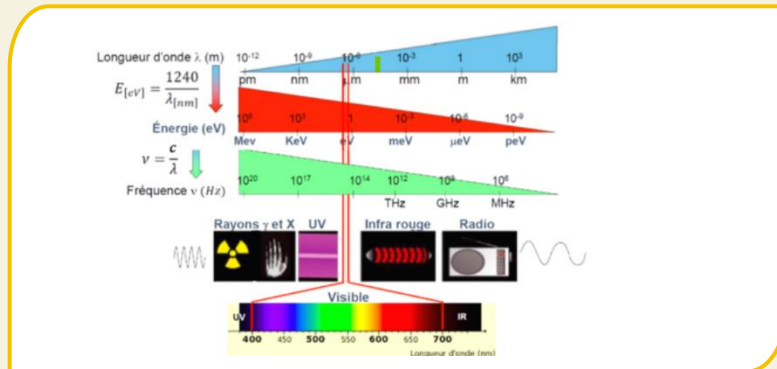 Longueur d'onde λ (m) 10⁻¹² 10⁻⁹ 10⁻⁶ 10⁻³ 1 10³
pm nm μm mm m km
E[eV] = 1240 / λ[nm]
Énergie (eV) 10⁶ 10³ 1 10⁻³ 10⁻⁶ 10⁻⁹
Mev KeV eV meV μeV peV
ν = c / λ
Fréquence ν (Hz) 10²⁰ 10¹⁷ 10¹⁴ 10¹² 10⁹ 10⁶
THz GHz MHz
Rayons γ et X UV Infra rouge Radio
Visible
UV IR
400 450 500 550 600 650 700
Longueur d'onde (nm)